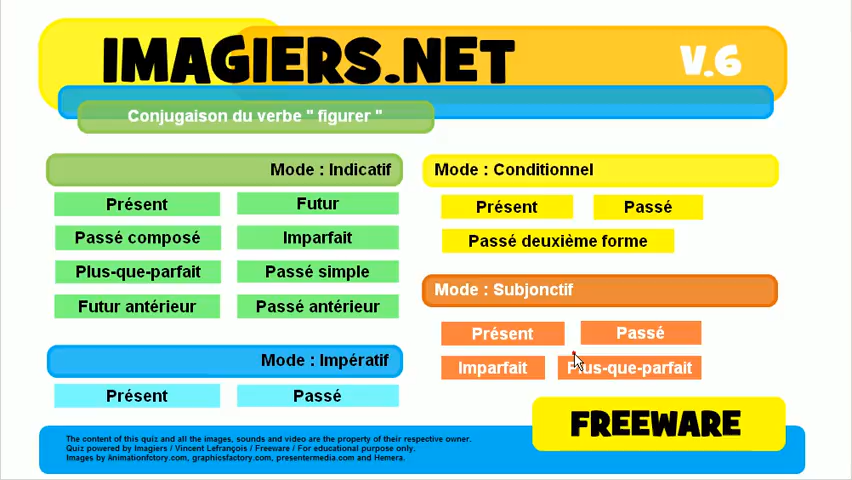 IMAGIERS.NET
V.6
Conjugaison du verbe " figurer "
Mode : Indicatif
Présent
Futur
Passé composé
Imparfait
Plus-que-parfait
Passé simple
Futur antérieur
Passé antérieur
Mode : Impératif
Présent
Passé
Mode : Conditionnel
Présent
Passé
Passé deuxième forme
Mode : Subjonctif
Présent
Passé
Imparfait
Plus-que-parfait
FREEWARE
The content of this quiz and all the images, sounds and video are the property of their respective owner.
Quiz powered by Imagiers / Vincent Lefrançois / Freeware / For educational purpose only.
Images by Animationfctory.com, graphicsfactory.com, presentermedia.com and Hemera.